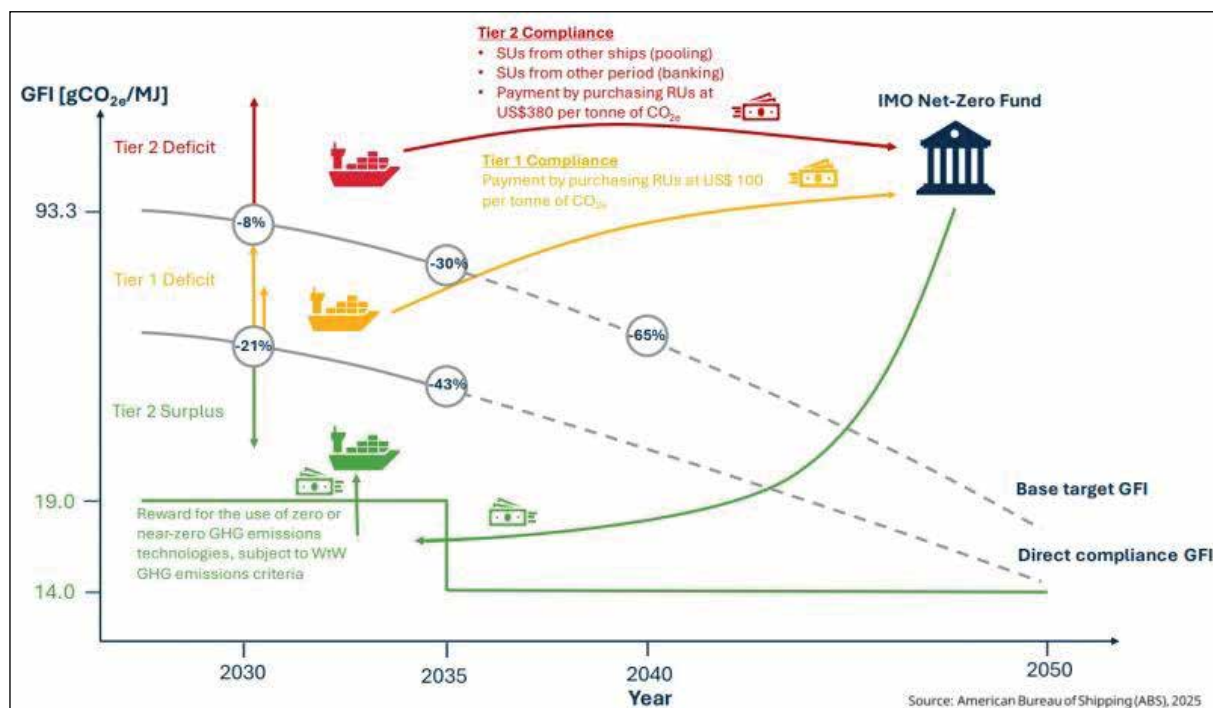 Tier 2 Compliance
• SUs from other ships (pooling)
• SUs from other period (banking)
• Payment by purchasing RUs at
US$380 per tonne of CO2e
GFI [gCO2e/MJ]
IMO Net-Zero Fund
Tier 2 Deficit
Tier 1 Compliance
Payment by purchasing RUs at US$ 100
per tonne of CO2e
93.3
-8%
-30%
Tier 1 Deficit
-65%
-21%
-43%
Tier 2 Surplus
19.0
Reward for the use of zero or
near-zero GHG emissions
technologies, subject to WtW
GHG emissions criteria
Base target GFI
Direct compliance GFI
14.0
2030
2035
2040
2050
Year
Source: American Bureau of Shipping (ABS), 2025